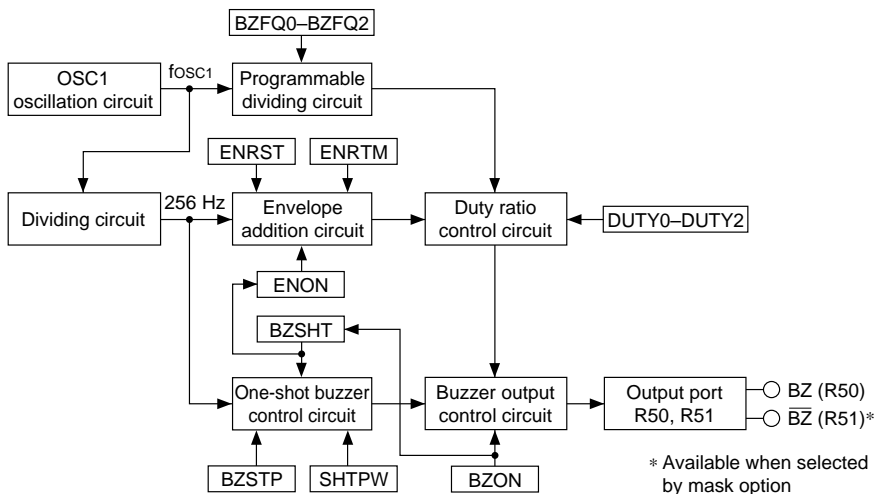 BZFQ0–BZFQ2
OSC1
oscillation circuit
fOSC1
Programmable
dividing circuit
ENRST
ENRTM
Dividing circuit
256 Hz
Envelope
addition circuit
Duty ratio
control circuit
DUTY0–DUTY2
ENON
BZSHT
One-shot buzzer
control circuit
Buzzer output
control circuit
Output port
R50, R51
BZ (R50)
B̅Z̅ (R51)*
BZSTP
SHTPW
BZON
* Available when selected
by mask option